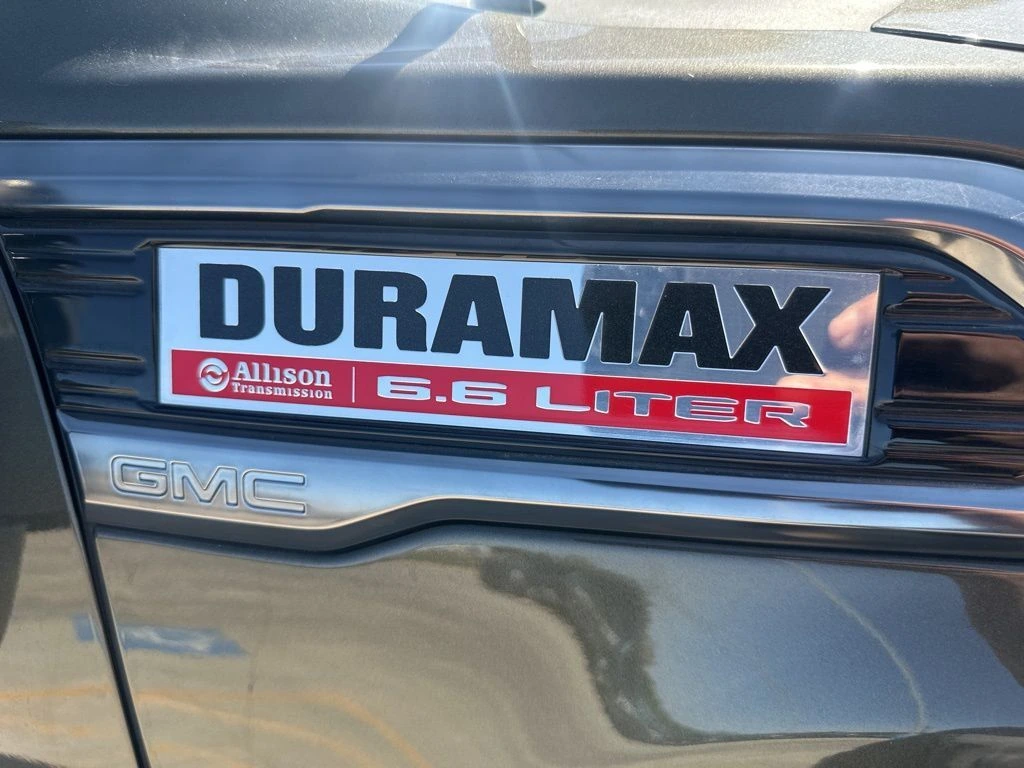 DURAMAX
Allison Transmission
6.6 LITER
GMC